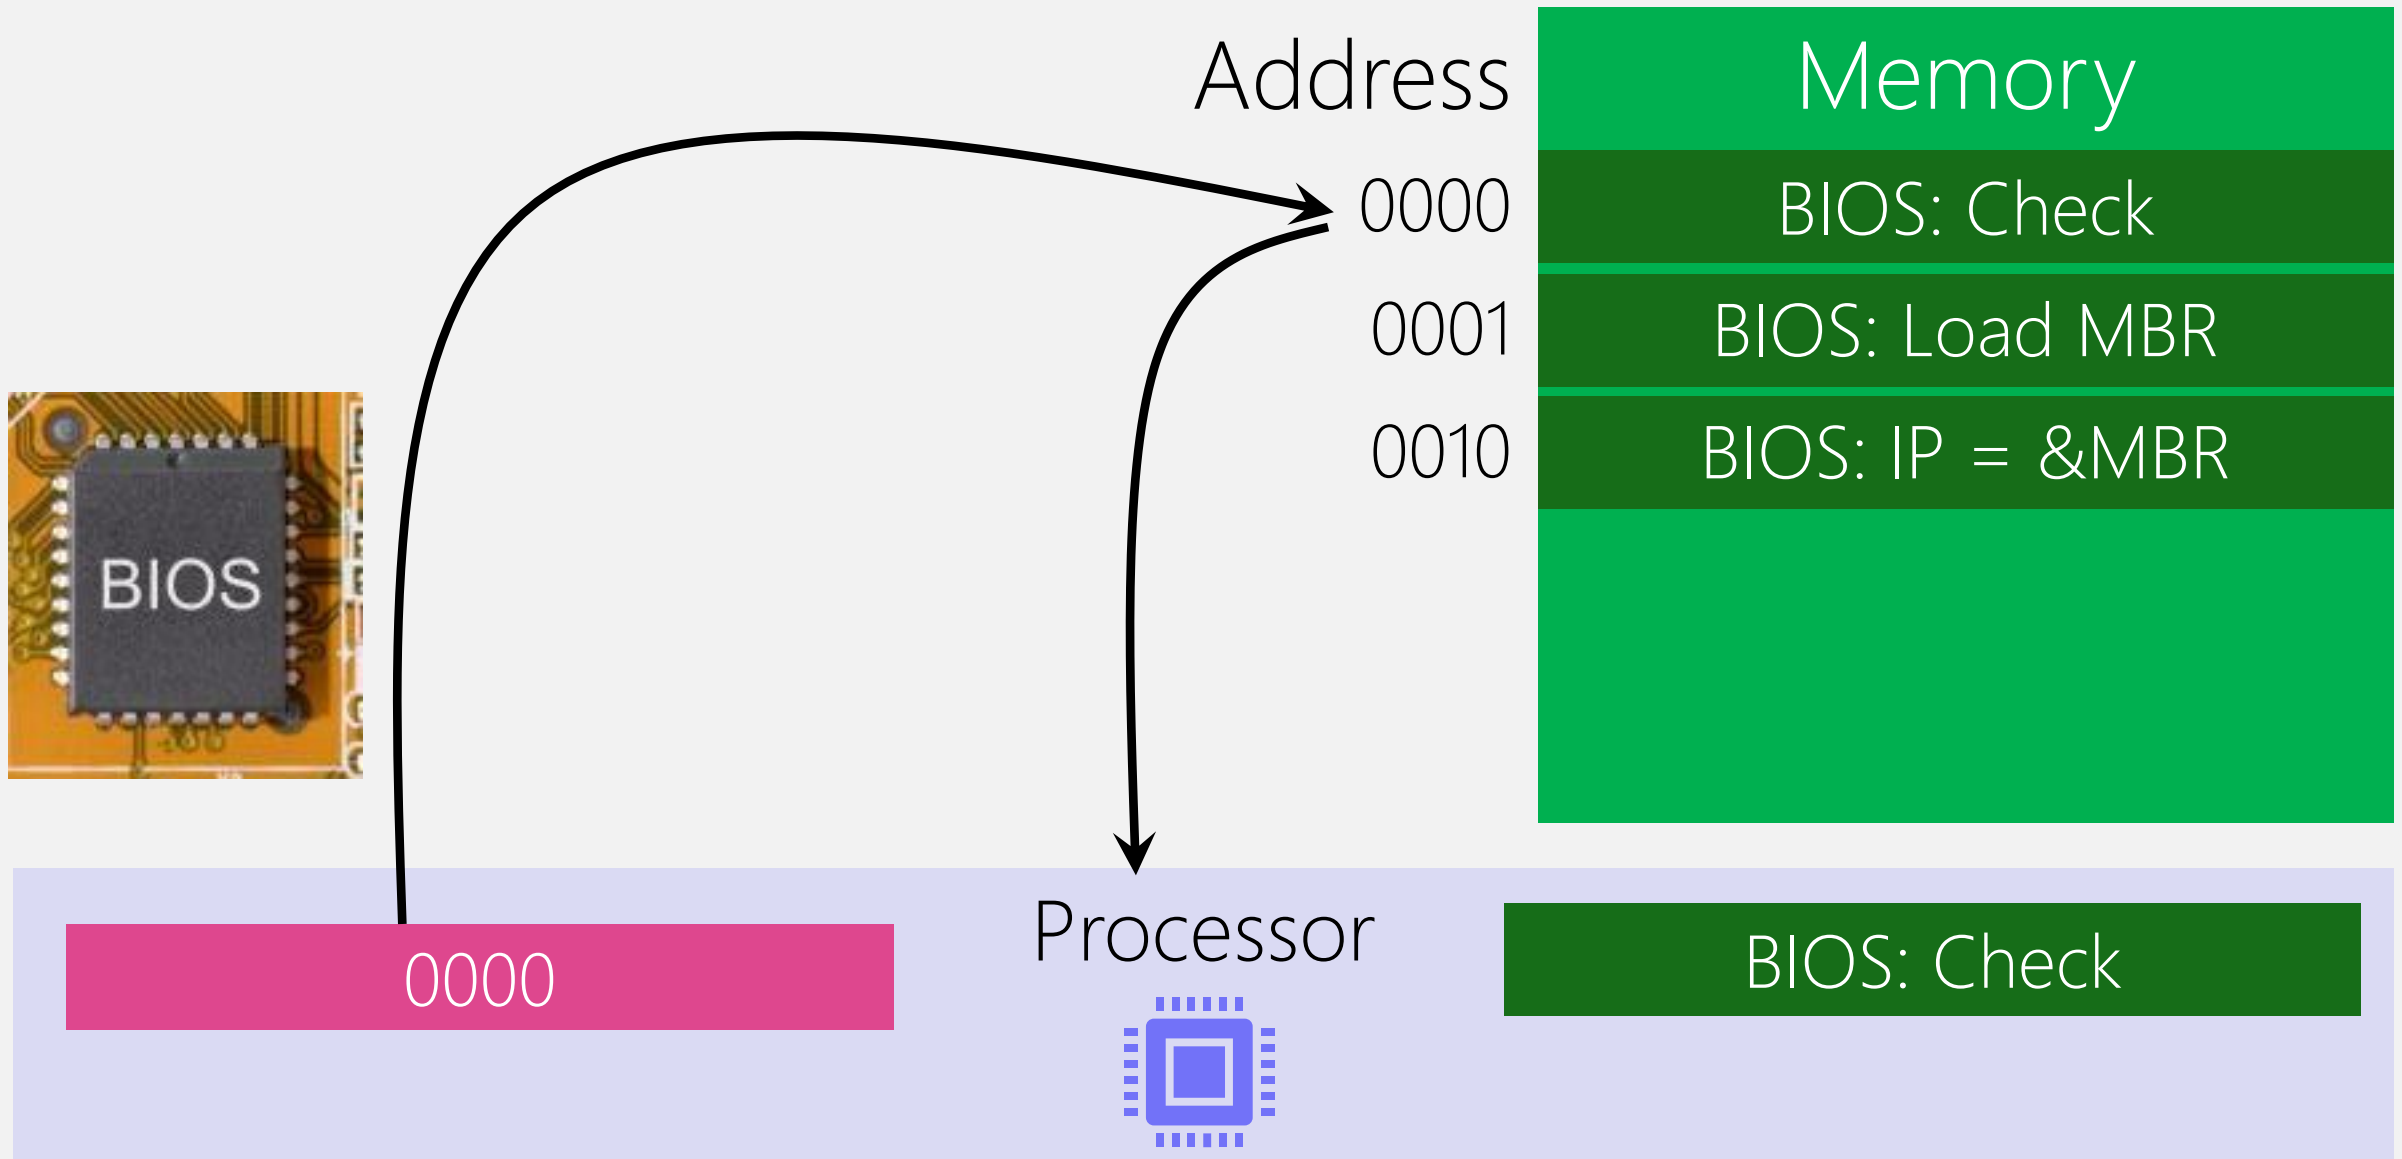 Address
Memory
0000
BIOS: Check
0001
BIOS: Load MBR
0010
BIOS: IP = &MBR
BIOS
Processor
0000
BIOS: Check